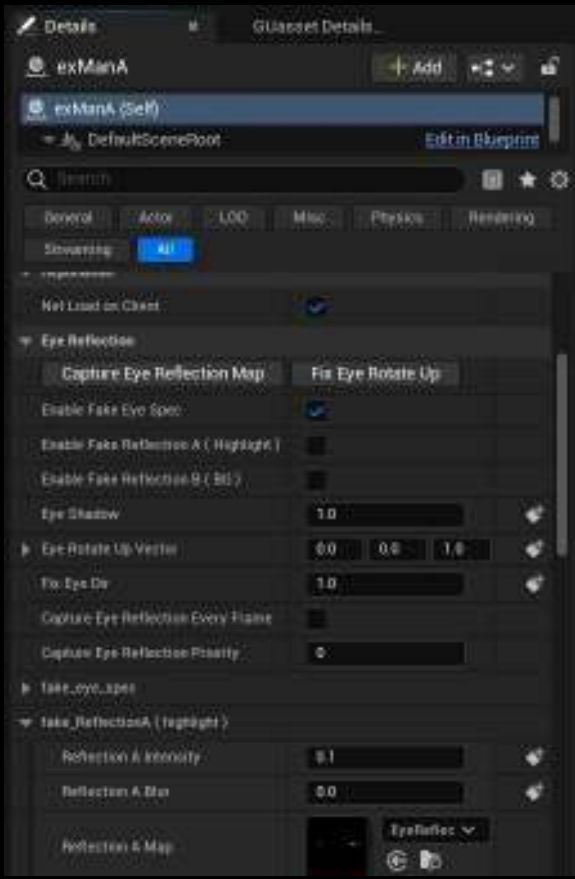 Details
GUasset Details...
exManA
+ Add
exManA (Self)
DefaultSceneRoot
Edit in Blueprint
Search
General
Actor
LOD
Misc
Physics
Rendering
Streaming
All
Net Load on Client
Eye Reflection
Capture Eye Reflection Map
Fix Eye Rotate Up
Enable Fake Eye Spec
Enable Fake Reflection A ( Highlight )
Enable Fake Reflection B ( BG )
Eye Shadow
1.0
Eye Rotate Up Vector
0.0
0.0
1.0
Fix Eye Dir
1.0
Capture Eye Reflection Every Frame
Capture Eye Reflection Priority
0
fake_eye_spec
fake_ReflectionA ( highlight )
Reflection A Intensity
0.1
Reflection A Blur
0.0
Reflection A Map
EyeReflec